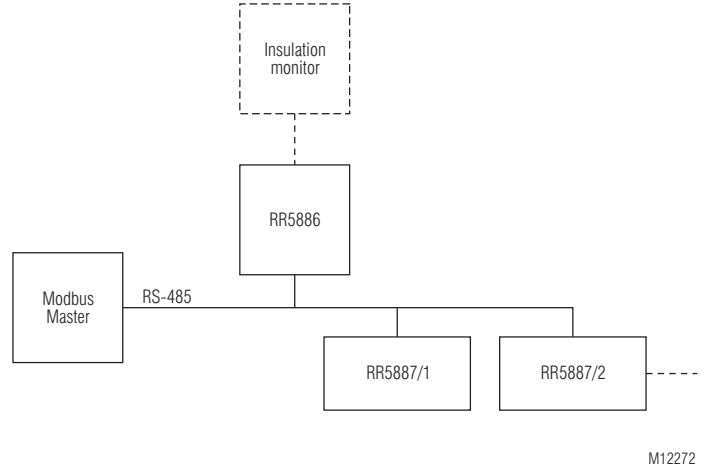 Insulation
monitor
RR5886
Modbus
Master
RS-485
RR5887/1
RR5887/2
M12272